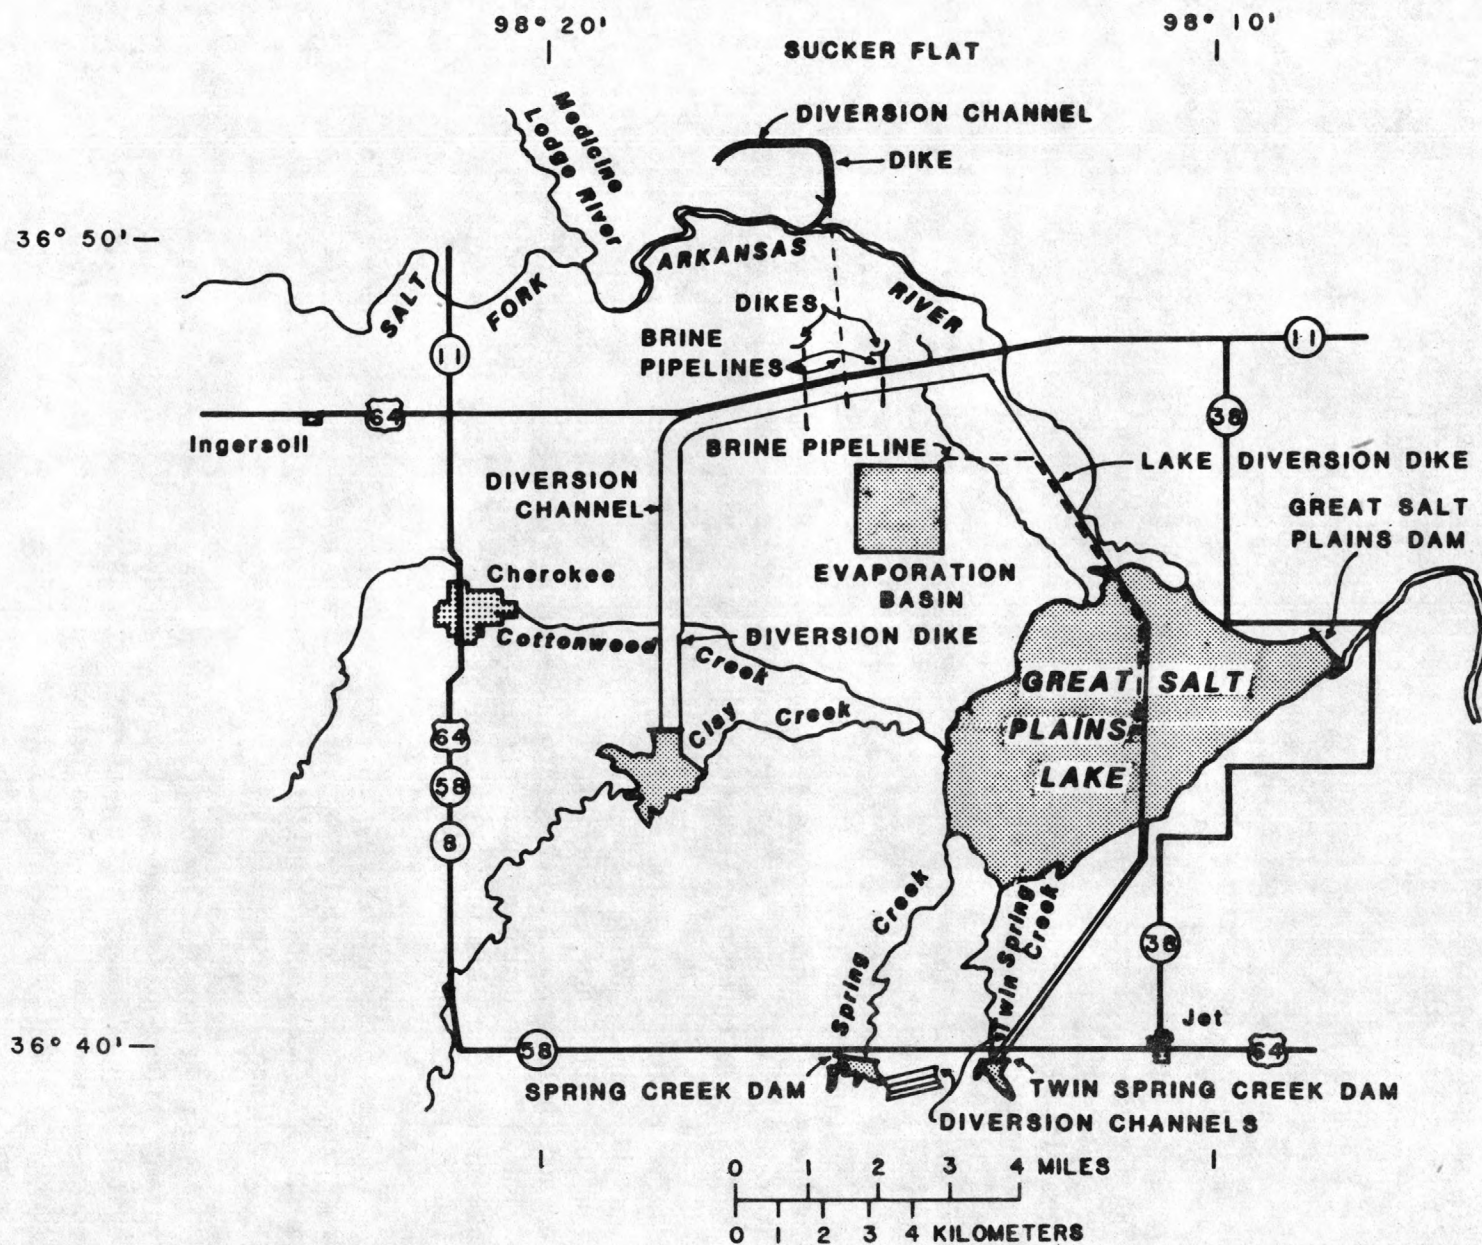 98° 20'
98° 10'
SUCKER FLAT
DIVERSION CHANNEL
DIKE
Medicine
Lodge River
36° 50'
SALT FORK ARKANSAS RIVER
DIKES
BRINE
PIPELINES
11
11
64
38
Ingersoll
BRINE PIPELINE
LAKE DIVERSION DIKE
DIVERSION
CHANNEL
GREAT SALT
PLAINS DAM
EVAPORATION
BASIN
Cherokee
Cottonwood Creek
DIVERSION DIKE
GREAT SALT
PLAINS
LAKE
Clay Creek
64
58
8
Spring Creek
Twin Spring
Creek
38
Jet
36° 40'
58
64
SPRING CREEK DAM
TWIN SPRING CREEK DAM
DIVERSION CHANNELS
0 1 2 3 4 MILES
0 1 2 3 4 KILOMETERS